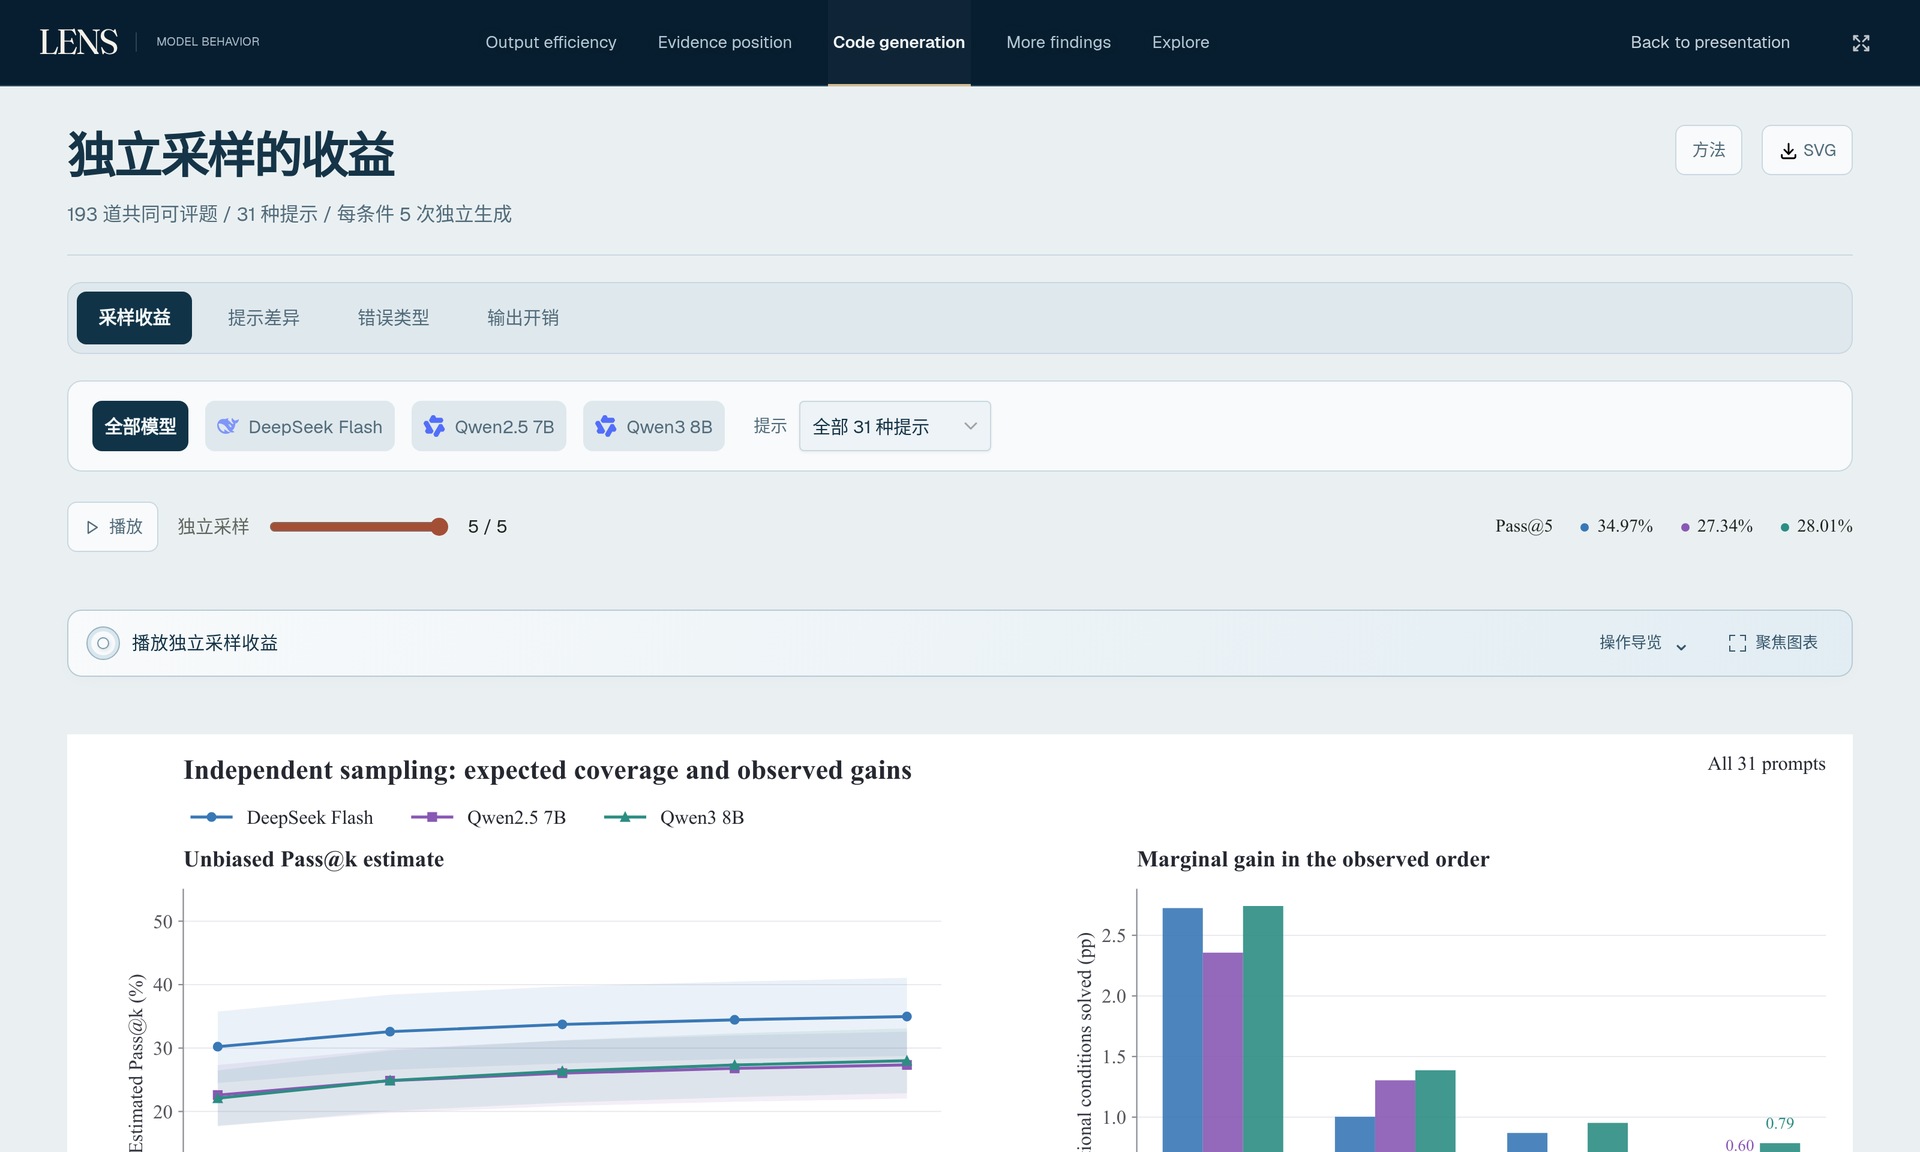 LENS
MODEL BEHAVIOR
Output efficiency
Evidence position
Code generation
More findings
Explore
Back to presentation
独立采样的收益
方法
SVG
193 道共同可评题 / 31 种提示 / 每条件 5 次独立生成
采样收益
提示差异
错误类型
输出开销
全部模型
DeepSeek Flash
Qwen2.5 7B
Qwen3 8B
提示
全部 31 种提示
播放
独立采样
5 / 5
Pass@5
34.97%
27.34%
28.01%
播放独立采样收益
操作导览
聚焦图表
Independent sampling: expected coverage and observed gains
All 31 prompts
DeepSeek Flash
Qwen2.5 7B
Qwen3 8B
Unbiased Pass@k estimate
50
40
30
20
Estimated Pass@k (%)
Marginal gain in the observed order
2.5
2.0
1.5
1.0
conditions solved (pp)
0.79
0.60